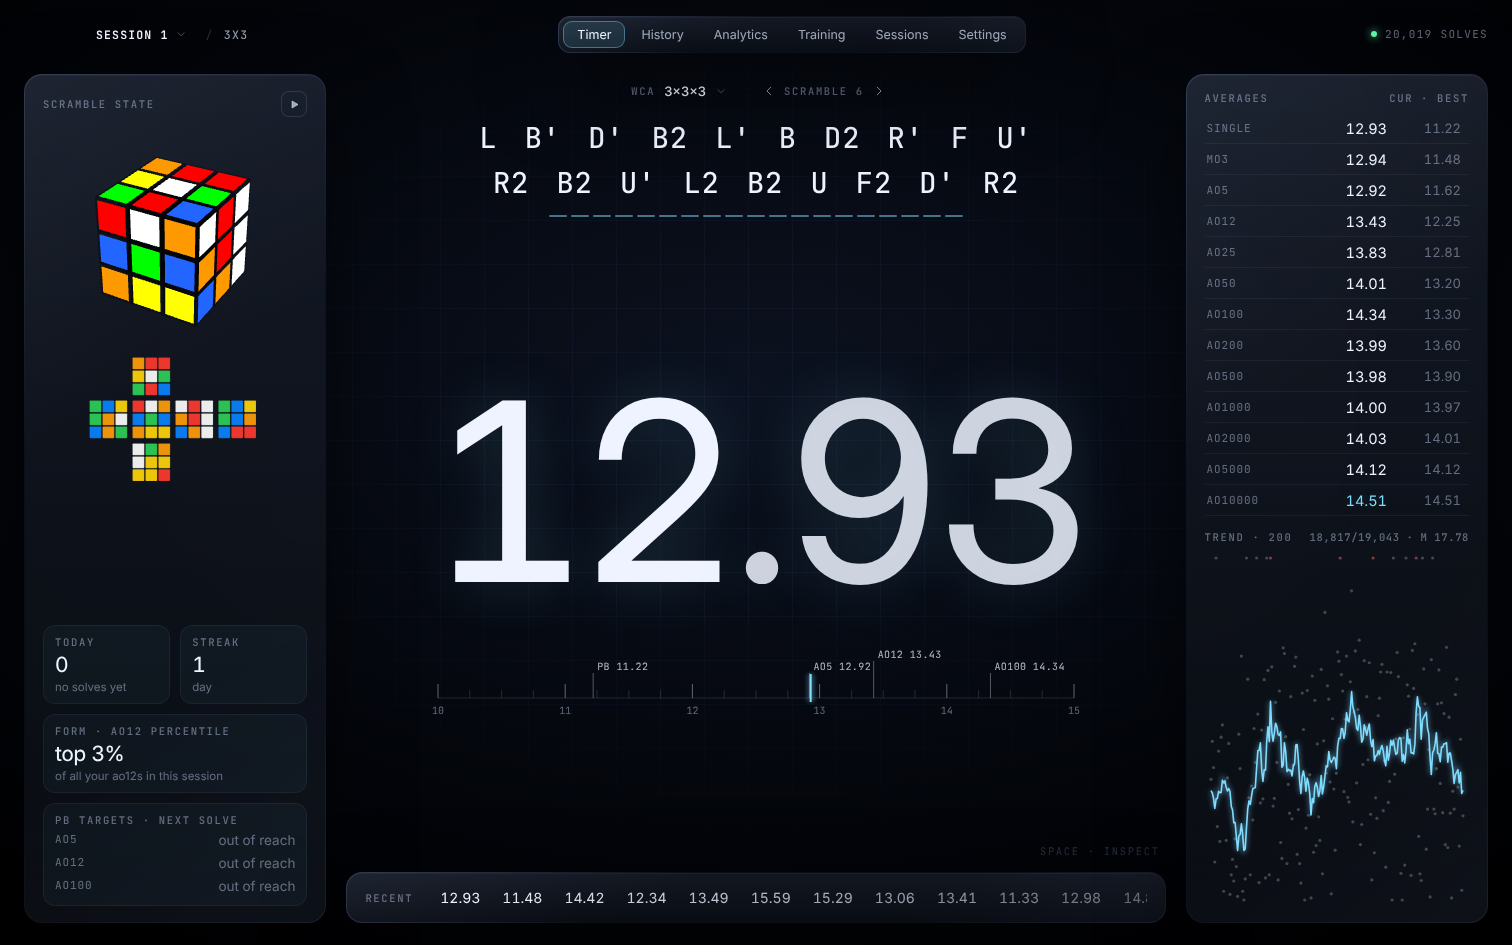 SESSION 1 / 3X3
Timer History Analytics Training Sessions Settings
20,019 SOLVES
SCRAMBLE STATE
TODAY
0
no solves yet
STREAK
1
day
FORM · AO12 PERCENTILE
top 3%
of all your ao12s in this session
PB TARGETS · NEXT SOLVE
AO5 out of reach
AO12 out of reach
AO100 out of reach
WCA 3×3×3 SCRAMBLE 6
L B' D' B2 L' B D2 R' F U'
R2 B2 U' L2 B2 U F2 D' R2
12.93
PB 11.22 AO5 12.92 AO12 13.43 AO100 14.34
10 11 12 13 14 15
SPACE · INSPECT
RECENT 12.93 11.48 14.42 12.34 13.49 15.59 15.29 13.06 13.41 11.33 12.98
AVERAGES CUR · BEST
SINGLE 12.93 11.22
MO3 12.94 11.48
AO5 12.92 11.62
AO12 13.43 12.25
AO25 13.83 12.81
AO50 14.01 13.20
AO100 14.34 13.30
AO200 13.99 13.60
AO500 13.98 13.90
AO1000 14.00 13.97
AO2000 14.03 14.01
AO5000 14.12 14.12
AO10000 14.51 14.51
TREND · 200 18,817/19,043 · M 17.78